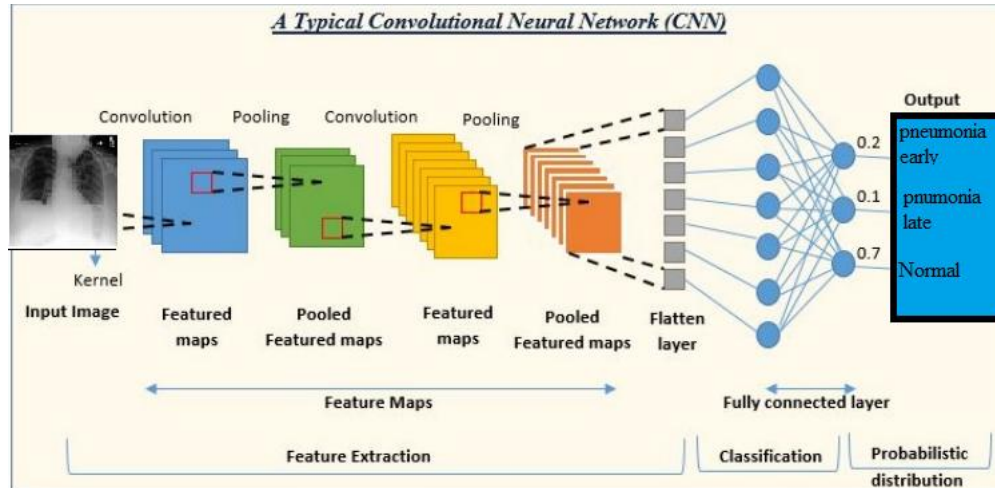 A Typical Convolutional Neural Network (CNN)
Convolution
Pooling
Convolution
Pooling
Output
0.2
pneumonia
early
0.1
pnumonia
late
0.7
Normal
Kernel
Input Image
Featured
maps
Pooled
Featured maps
Featured
maps
Pooled
Featured maps
Flatten
layer
Feature Maps
Fully connected layer
Feature Extraction
Classification
Probabilistic
distribution